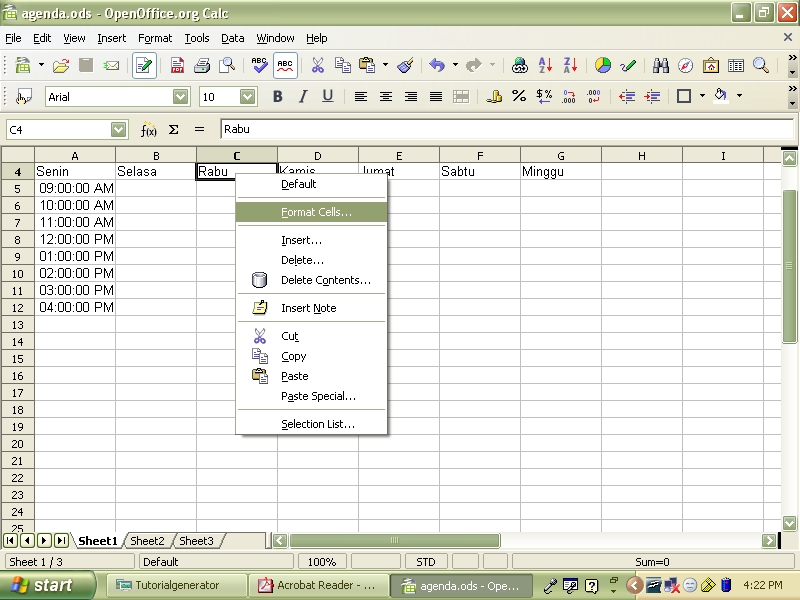 agenda.ods - OpenOffice.org Calc
File Edit View Insert Format Tools Data Window Help
ABC ABC
Arial 10 B I U
C4 f(x) Σ = Rabu
A B C D E F G H I
4 Senin Selasa Rabu Kamis Jumat Sabtu Minggu
5 09:00:00 AM
6 10:00:00 AM
7 11:00:00 AM
8 12:00:00 PM
9 01:00:00 PM
10 02:00:00 PM
11 03:00:00 PM
12 04:00:00 PM
13
14
15
16
17
18
19
20
21
22
23
24
25
Default
Format Cells...
Insert...
Delete...
Delete Contents...
Insert Note
Cut
Copy
Paste
Paste Special...
Selection List...
Sheet1 Sheet2 Sheet3
Sheet 1 / 3 Default 100% STD Sum=0
start Tutorialgenerator Acrobat Reader - ... agenda.ods - Ope... 4:22 PM